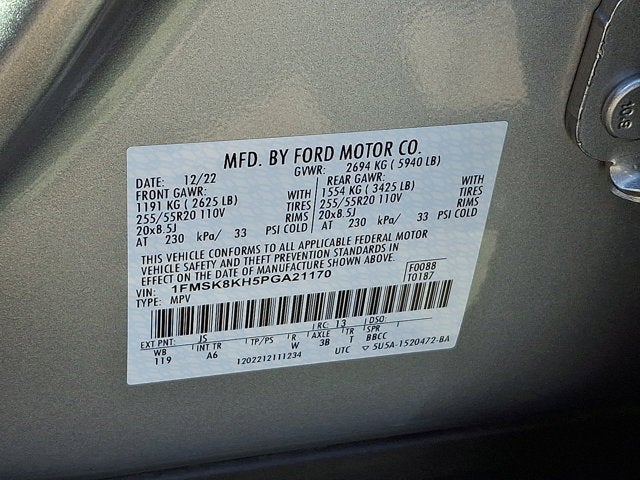 MFD. BY FORD MOTOR CO.
DATE: 12/22 GVWR: 2694 KG ( 5940 LB)
FRONT GAWR: REAR GAWR:
1191 KG ( 2625 LB) WITH 1554 KG ( 3425 LB) WITH
255/55R20 110V TIRES 255/55R20 110V TIRES
20x8.5J RIMS 20x8.5J RIMS
AT 230 kPa/ 33 PSI COLD AT 230 kPa/ 33 PSI COLD
THIS VEHICLE CONFORMS TO ALL APPLICABLE FEDERAL MOTOR
VEHICLE SAFETY AND THEFT PREVENTION STANDARDS IN
EFFECT ON THE DATE OF MANUFACTURE SHOWN ABOVE.
VIN: 1FMSK8KH5PGA21170 F0088
TYPE: MPV T0187
EXT PNT: JS RC: 13 DSO:
WB INT TR TP/PS R AXLE TR SPR
119 A6 W 3B T BBCC
1202212111234 UTC ▽ 5U5A-1520472-BA
10.9